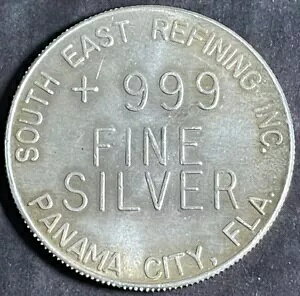 SOUTH EAST REFINING INC.
+ 999
FINE
SILVER
PANAMA CITY, FLA.